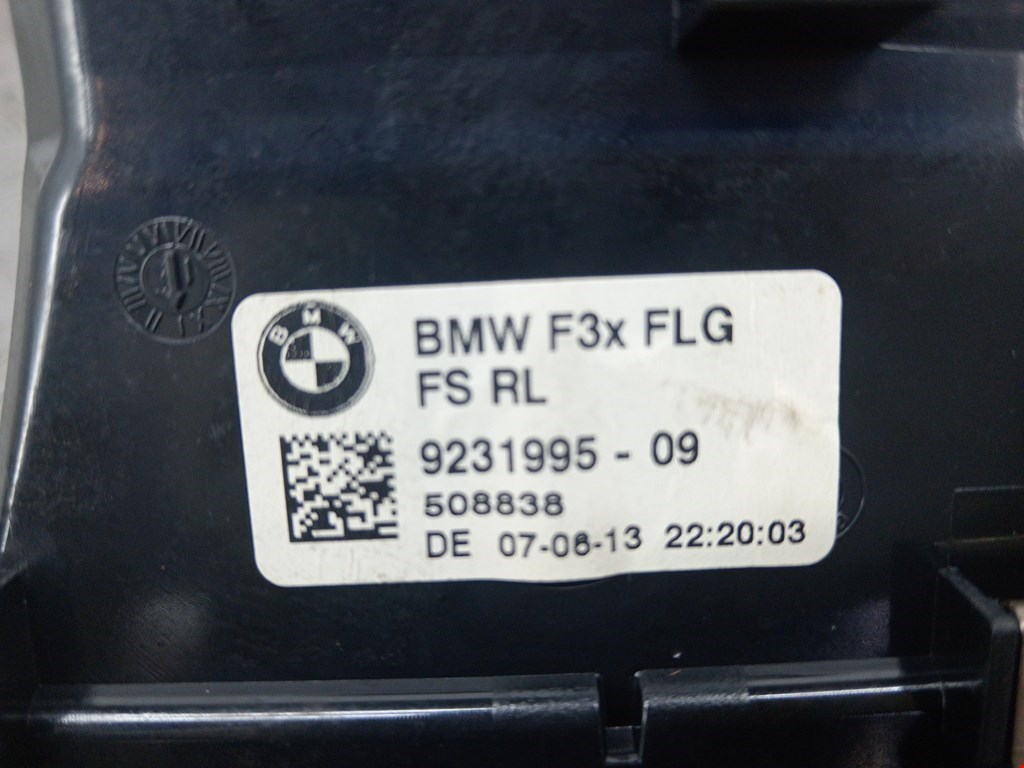 BMW
BMW F3x FLG
FS RL
9231995 - 09
508838
DE 07-06-13 22:20:03